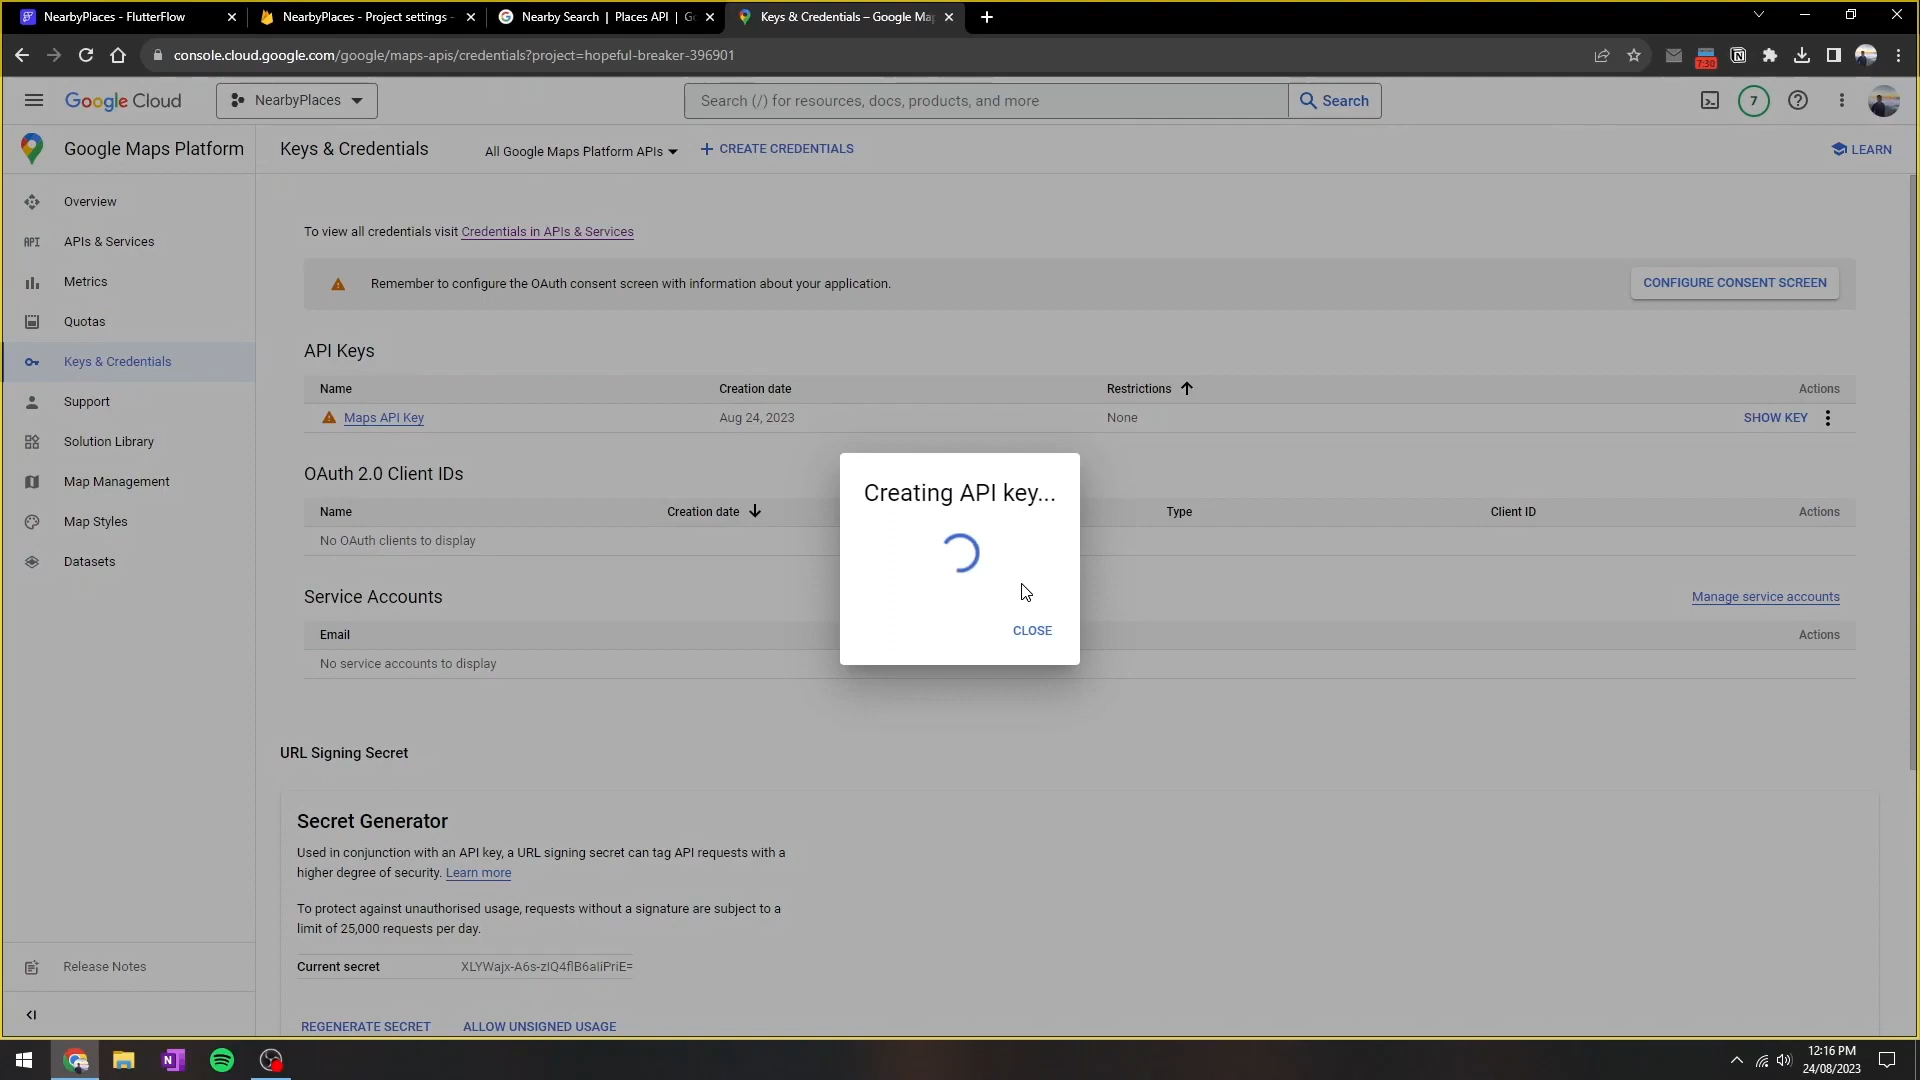 NearbyPlaces - FlutterFlow
NearbyPlaces - Project settings -
Nearby Search | Places API | Go
Keys & Credentials – Google Map
console.cloud.google.com/google/maps-apis/credentials?project=hopeful-breaker-396901
7:30
Google Cloud
NearbyPlaces
Search (/) for resources, docs, products, and more
Search
7
Google Maps Platform
Keys & Credentials
All Google Maps Platform APIs
CREATE CREDENTIALS
LEARN
Overview
API APIs & Services
Metrics
Quotas
Keys & Credentials
Support
Solution Library
Map Management
Map Styles
Datasets
Release Notes
To view all credentials visit Credentials in APIs & Services
Remember to configure the OAuth consent screen with information about your application.
CONFIGURE CONSENT SCREEN
API Keys
Name Creation date Restrictions Actions
Maps API Key Aug 24, 2023 None SHOW KEY
OAuth 2.0 Client IDs
Name Creation date Type Client ID Actions
No OAuth clients to display
Creating API key...
CLOSE
Service Accounts
Manage service accounts
Email Actions
No service accounts to display
URL Signing Secret
Secret Generator
Used in conjunction with an API key, a URL signing secret can tag API requests with a
higher degree of security. Learn more
To protect against unauthorised usage, requests without a signature are subject to a
limit of 25,000 requests per day.
Current secret
REGENERATE SECRET ALLOW UNSIGNED USAGE
12:16 PM
24/08/2023